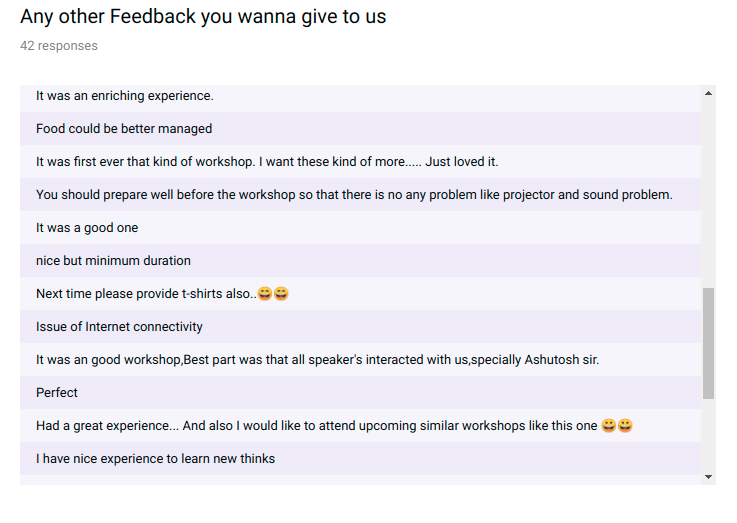 Any other Feedback you wanna give to us
42 responses
It was an enriching experience.
Food could be better managed
It was first ever that kind of workshop. I want these kind of more..... Just loved it.
You should prepare well before the workshop so that there is no any problem like projector and sound problem.
It was a good one
nice but minimum duration
Next time please provide t-shirts also..😄😄
Issue of Internet connectivity
It was an good workshop,Best part was that all speaker's interacted with us,specially Ashutosh sir.
Perfect
Had a great experience... And also I would like to attend upcoming similar workshops like this one 😀😀
I have nice experience to learn new thinks